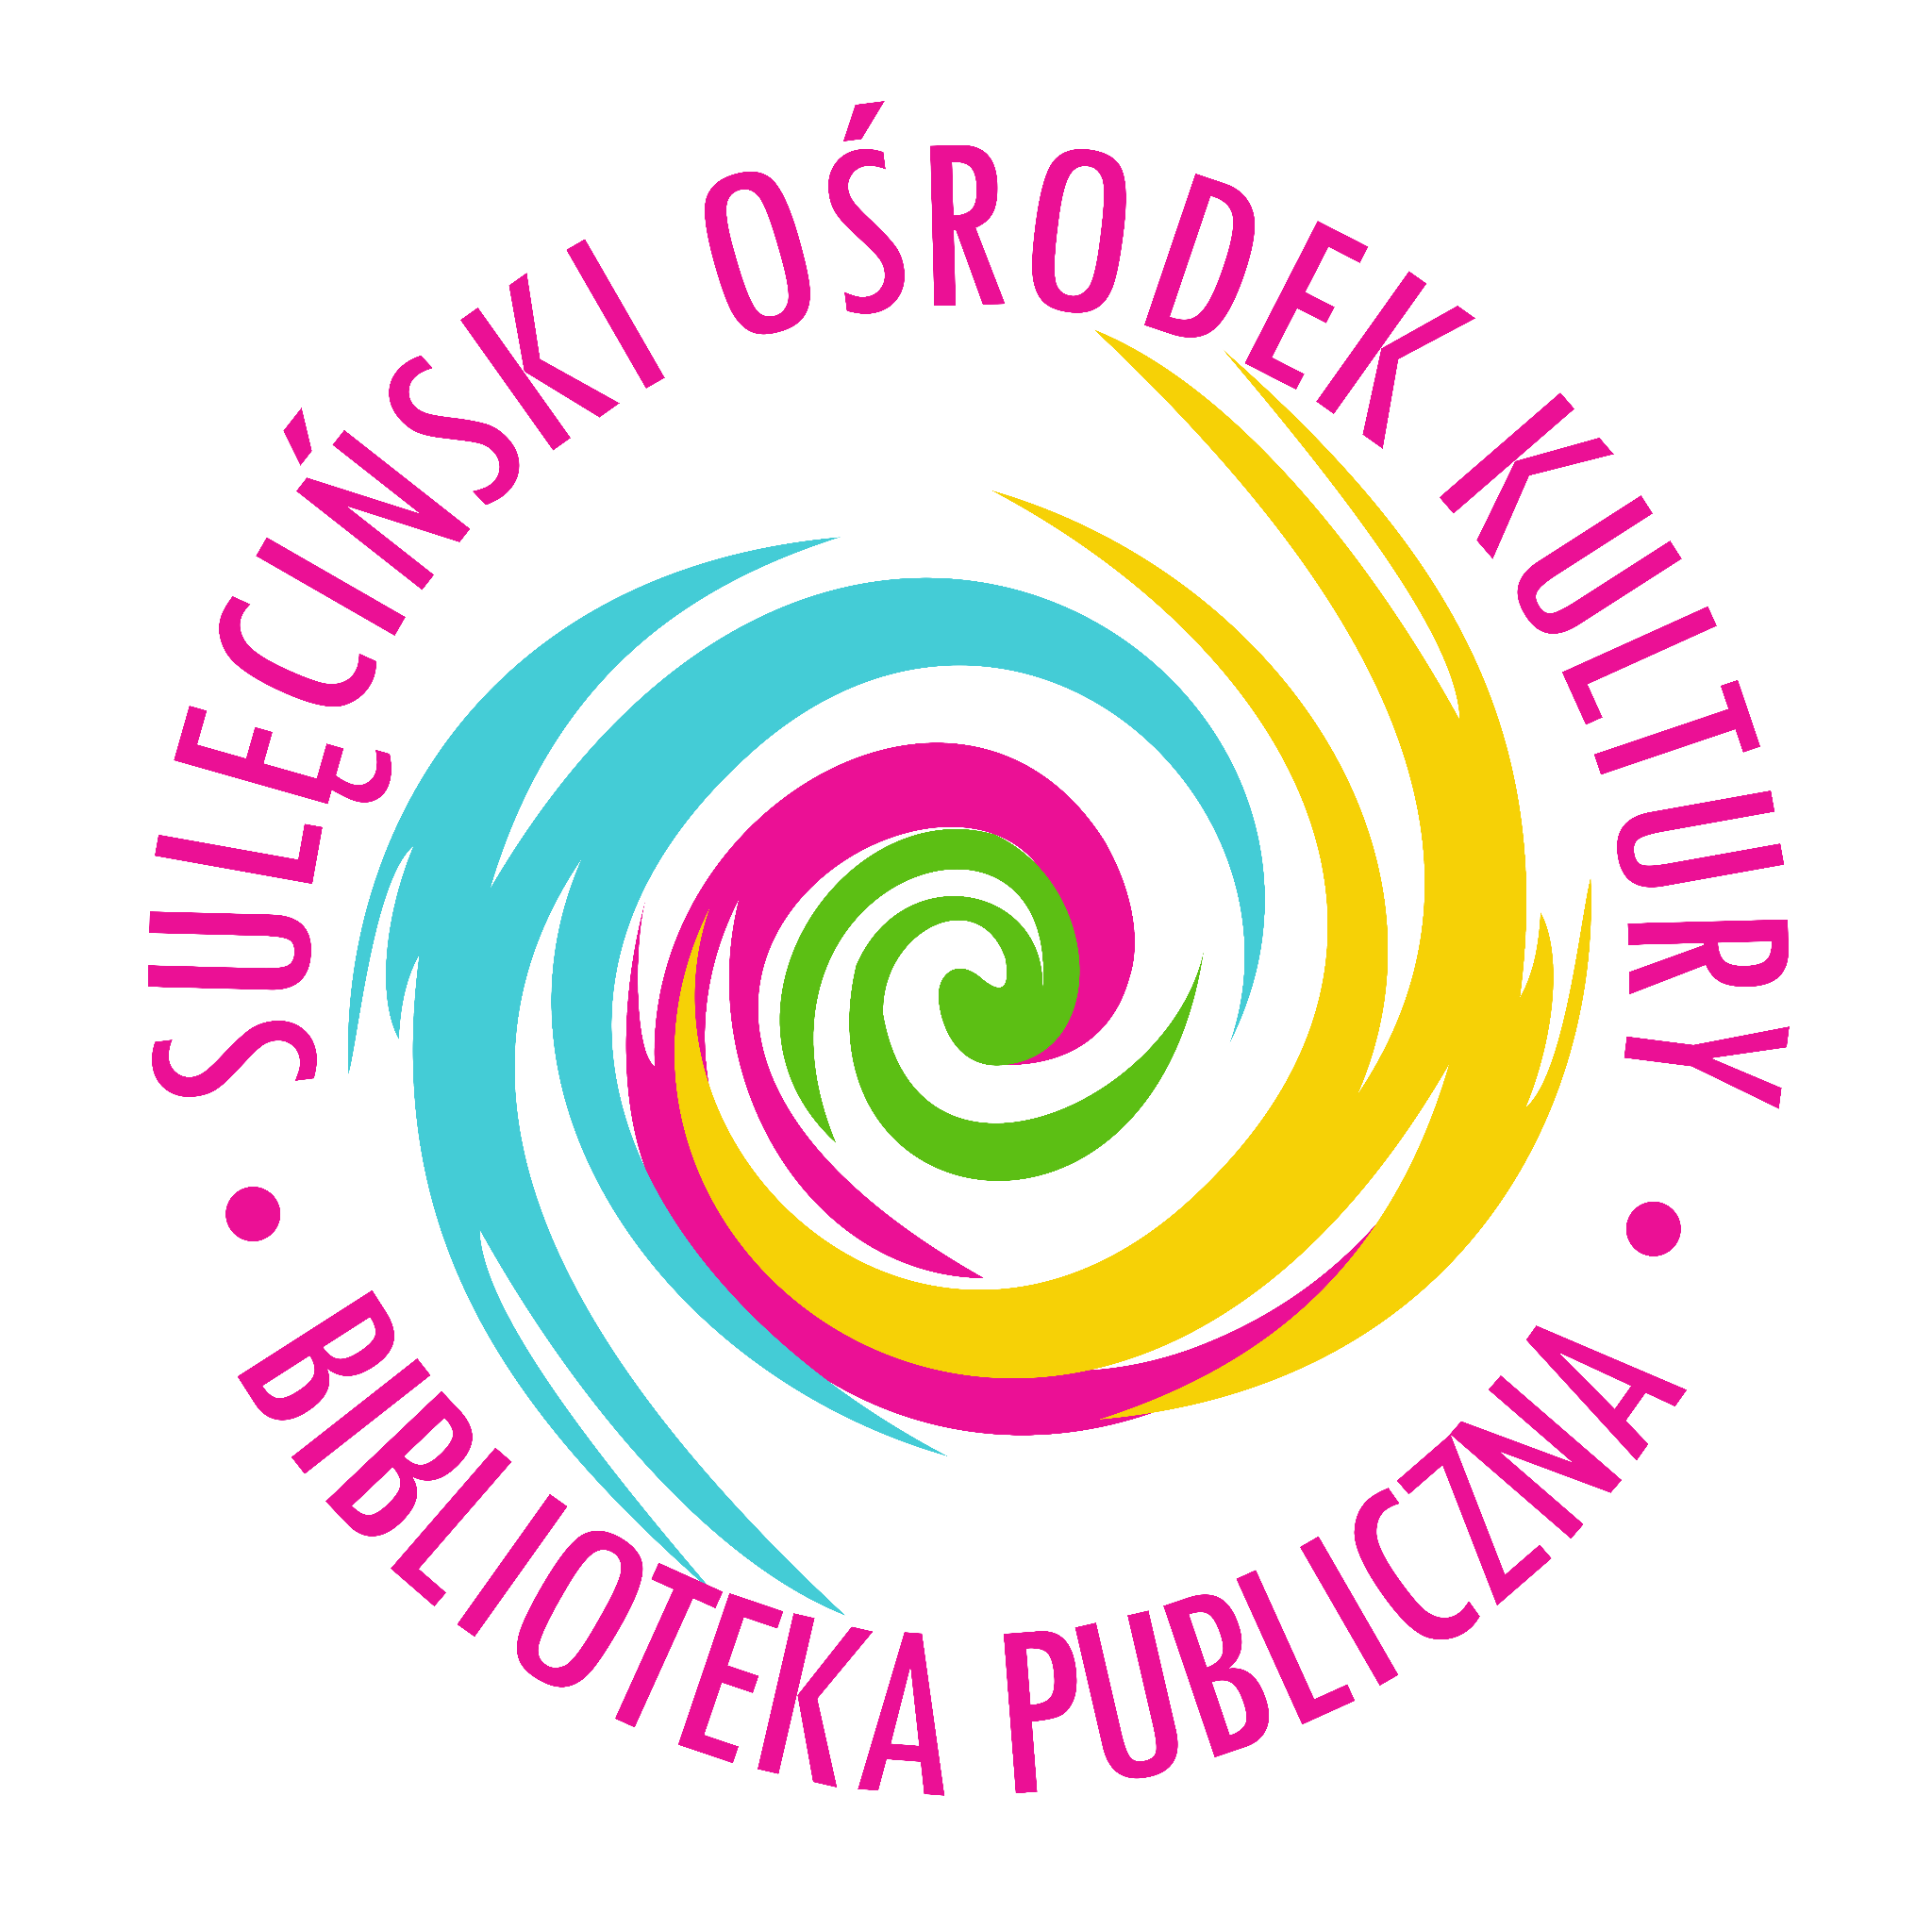 SULĘCIŃSKI OŚRODEK KULTURY
• BIBLIOTEKA PUBLICZNA •